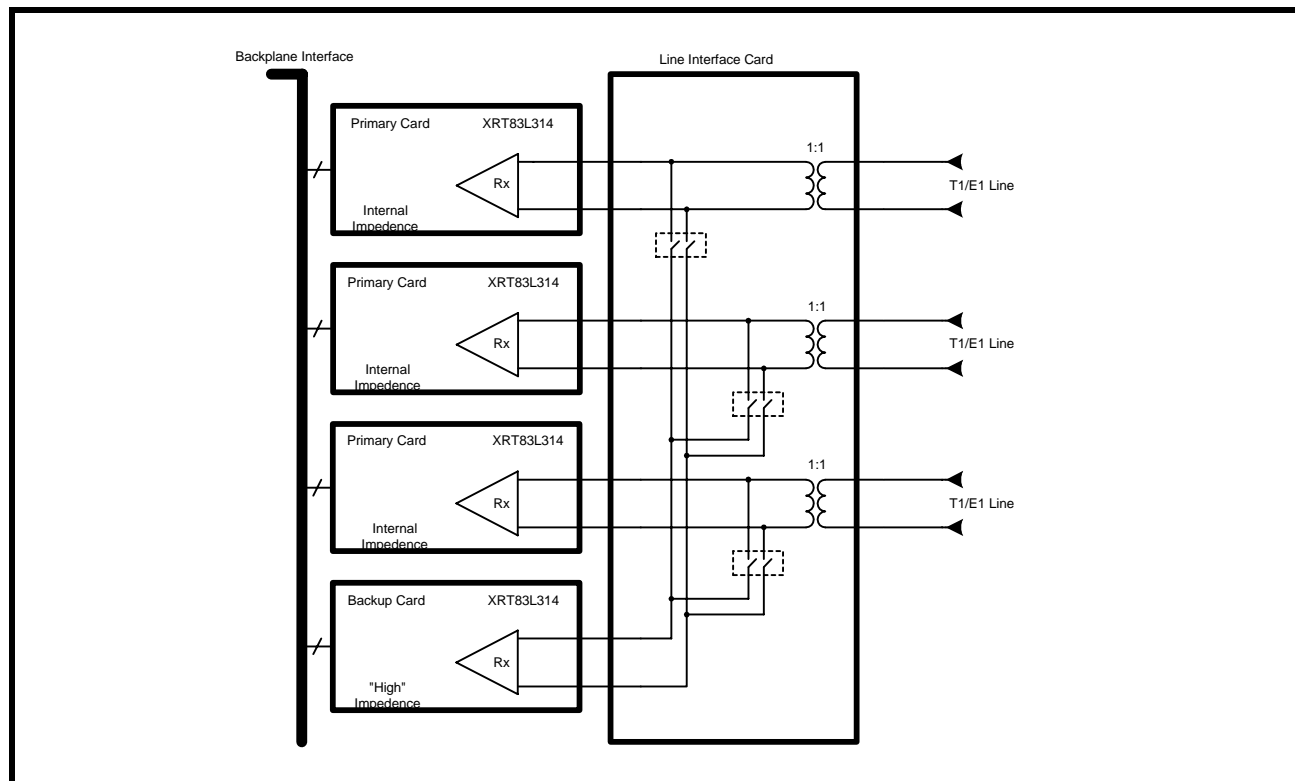 Backplane Interface
Line Interface Card
Primary Card XRT83L314
Rx
Internal
Impedence
1:1
T1/E1 Line
Primary Card XRT83L314
Rx
Internal
Impedence
1:1
T1/E1 Line
Primary Card XRT83L314
Rx
Internal
Impedence
1:1
T1/E1 Line
Backup Card XRT83L314
Rx
"High"
Impedence